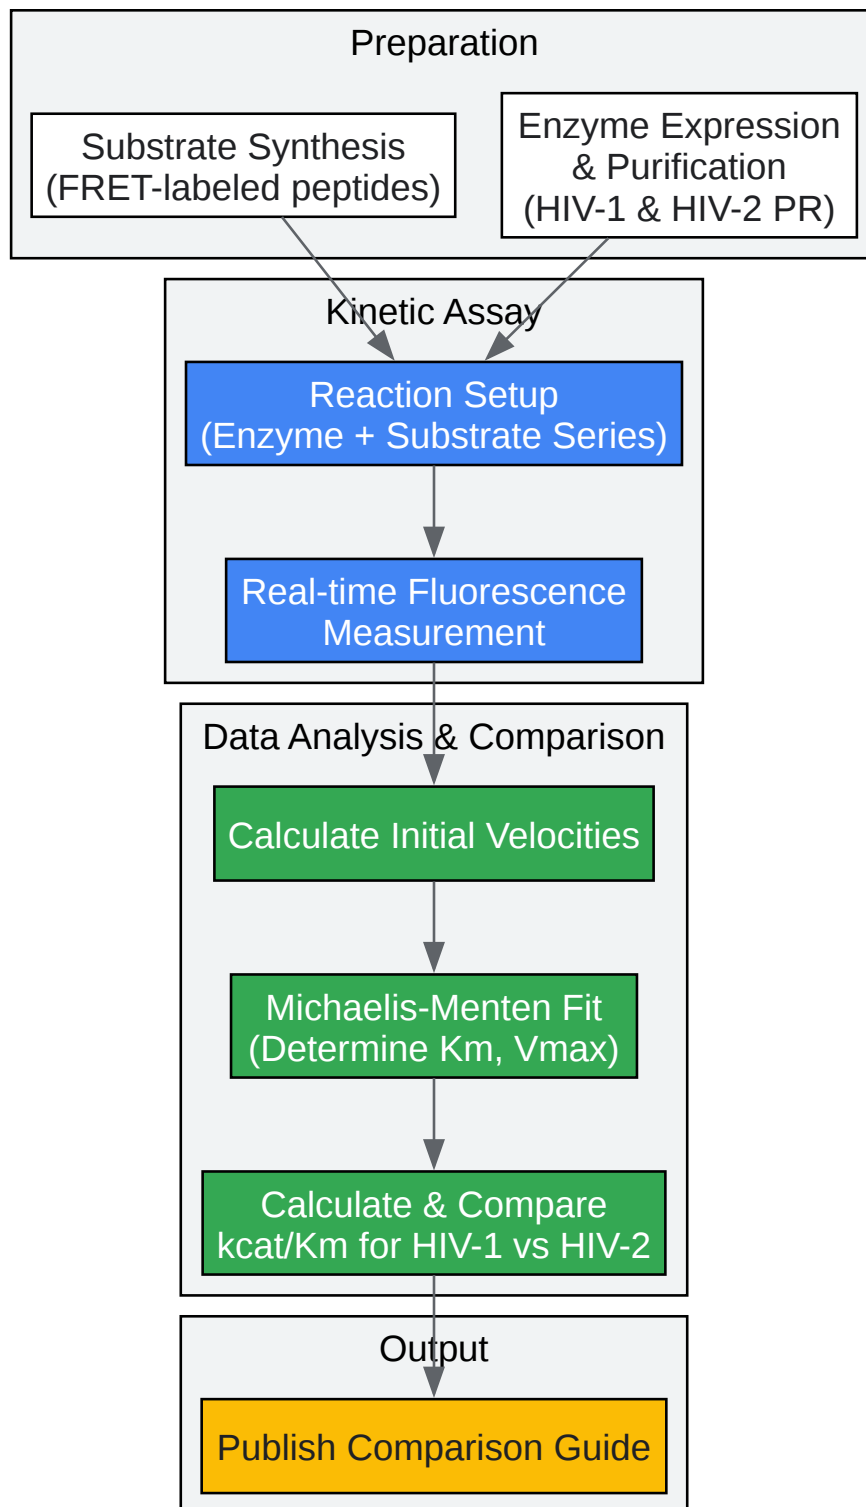 Preparation
Substrate Synthesis
(FRET-labeled peptides)
Enzyme Expression
& Purification
(HIV-1 & HIV-2 PR)
Kinetic Assay
Reaction Setup
(Enzyme + Substrate Series)
Real-time Fluorescence
Measurement
Data Analysis & Comparison
Calculate Initial Velocities
Michaelis-Menten Fit
(Determine Km, Vmax)
Calculate & Compare
kcat/Km for HIV-1 vs HIV-2
Output
Publish Comparison Guide